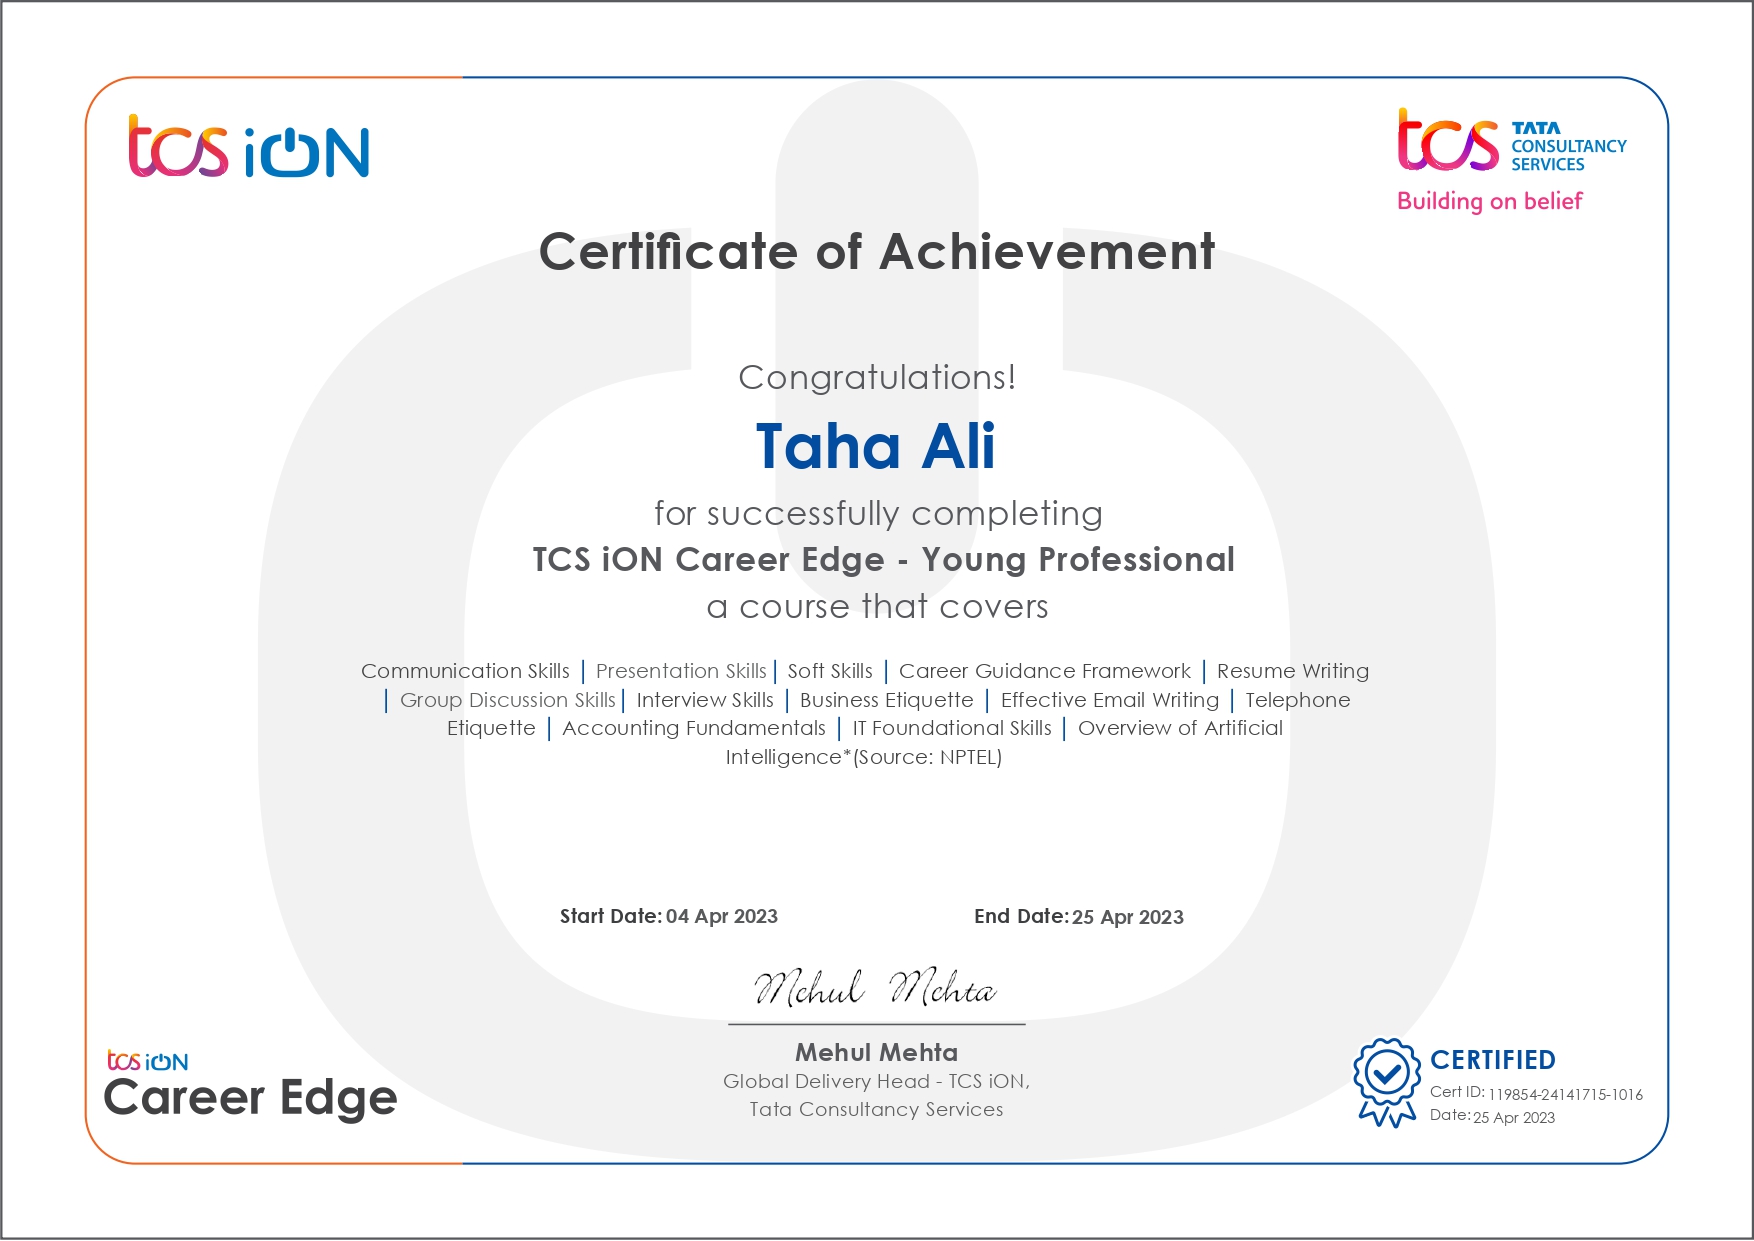 tcs iON
tcs TATA CONSULTANCY SERVICES
Building on belief
Certificate of Achievement
Congratulations!
Taha Ali
for successfully completing
TCS iON Career Edge - Young Professional
a course that covers
Communication Skills | Presentation Skills | Soft Skills | Career Guidance Framework | Resume Writing
| Group Discussion Skills | Interview Skills | Business Etiquette | Effective Email Writing | Telephone
Etiquette | Accounting Fundamentals | IT Foundational Skills | Overview of Artificial
Intelligence*(Source: NPTEL)
Start Date: 04 Apr 2023 End Date: 25 Apr 2023
Mehul Mehta
Mehul Mehta
Global Delivery Head - TCS iON,
Tata Consultancy Services
tcs iON
Career Edge
CERTIFIED
Cert ID: 119854-24141715-1016
Date: 25 Apr 2023